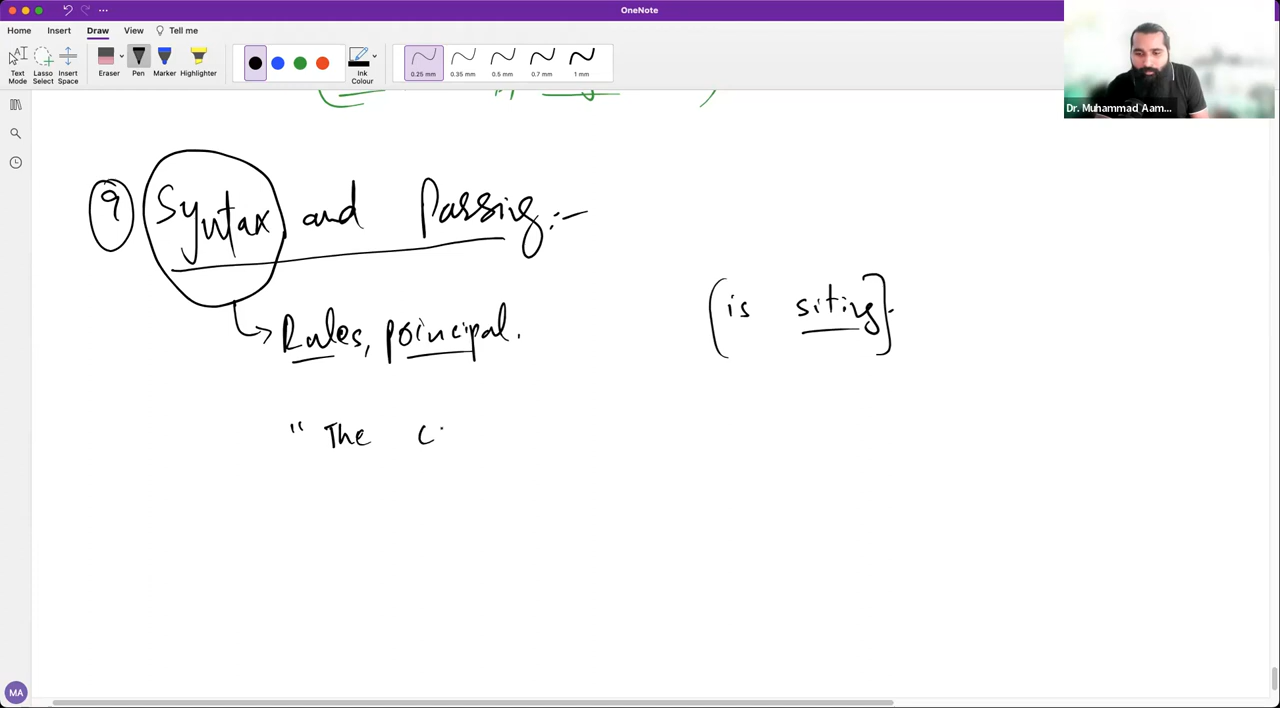 OneNote
Home Insert Draw View Tell me
Text Mode Lasso Select Insert Space Eraser Pen Marker Highlighter Ink Colour 0.25 mm 0.35 mm 0.5 mm 0.7 mm 1 mm
Dr. Muhammad Aam...
9 Syntax and Passing :-
(is siting].
Rules, poincipal.
" The c
MA